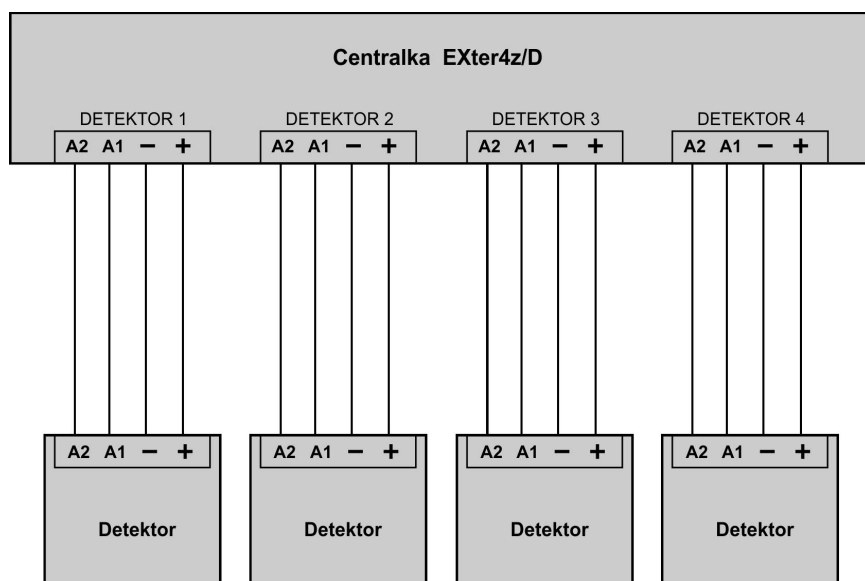 Centralka EXter4z/D
DETEKTOR 1 DETEKTOR 2 DETEKTOR 3 DETEKTOR 4
A2 A1 − + A2 A1 − + A2 A1 − + A2 A1 − +
A2 A1 − + A2 A1 − + A2 A1 − + A2 A1 − +
Detektor Detektor Detektor Detektor